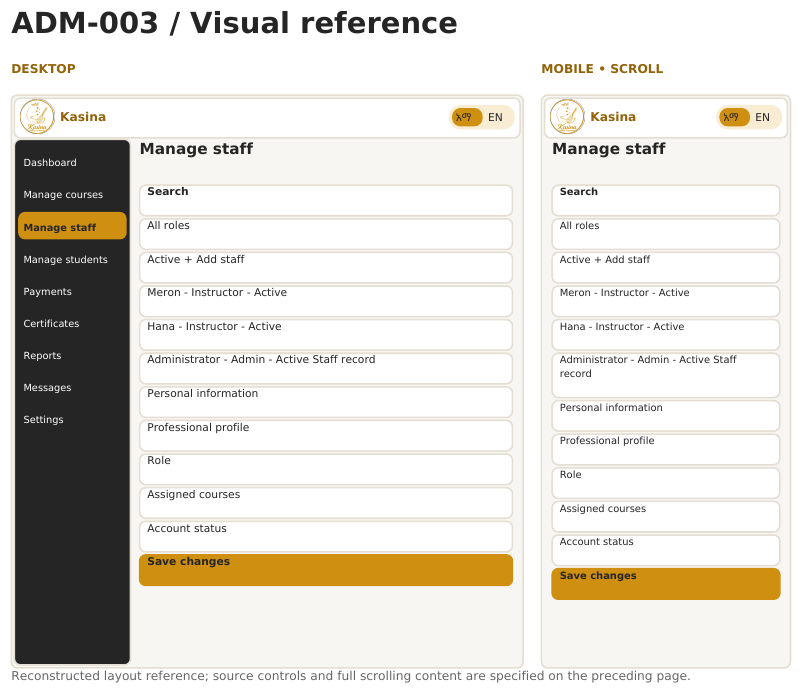 ADM-003 / Visual reference
DESKTOP
Kasina
Kasina
አማ
EN
Dashboard
Manage courses
Manage staff
Manage students
Payments
Certificates
Reports
Messages
Settings
Manage staff
Search
All roles
Active + Add staff
Meron - Instructor - Active
Hana - Instructor - Active
Administrator - Admin - Active Staff record
Personal information
Professional profile
Role
Assigned courses
Account status
Save changes
MOBILE • SCROLL
Kasina
Kasina
አማ
EN
Manage staff
Search
All roles
Active + Add staff
Meron - Instructor - Active
Hana - Instructor - Active
Administrator - Admin - Active Staff
record
Personal information
Professional profile
Role
Assigned courses
Account status
Save changes
Reconstructed layout reference; source controls and full scrolling content are specified on the preceding page.